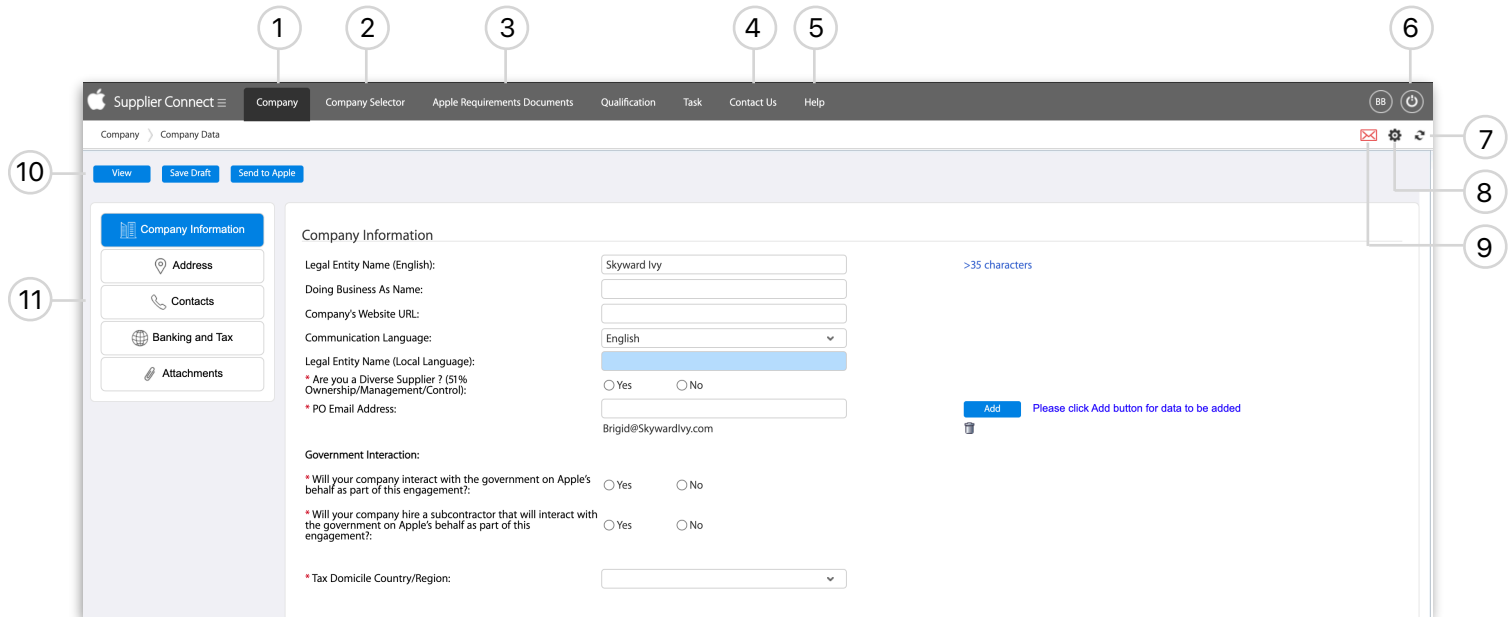 1 2 3 4 5 6
Supplier Connect Company Company Selector Apple Requirements Documents Qualification Task Contact Us Help BB
Company Company Data
7
10 View Save Draft Send to Apple
8
Company Information
Company Information
9
Legal Entity Name (English): Skyward Ivy >35 characters
Address
Doing Business As Name:
11
Contacts
Company's Website URL:
Communication Language: English
Banking and Tax
Legal Entity Name (Local Language):
Attachments
* Are you a Diverse Supplier ? (51%
Ownership/Management/Control): Yes No
* PO Email Address: Add Please click Add button for data to be added
Brigid@SkywardIvy.com
Government Interaction:
* Will your company interact with the government on Apple's
behalf as part of this engagement?: Yes No
* Will your company hire a subcontractor that will interact with
the government on Apple's behalf as part of this Yes No
engagement?:
* Tax Domicile Country/Region: